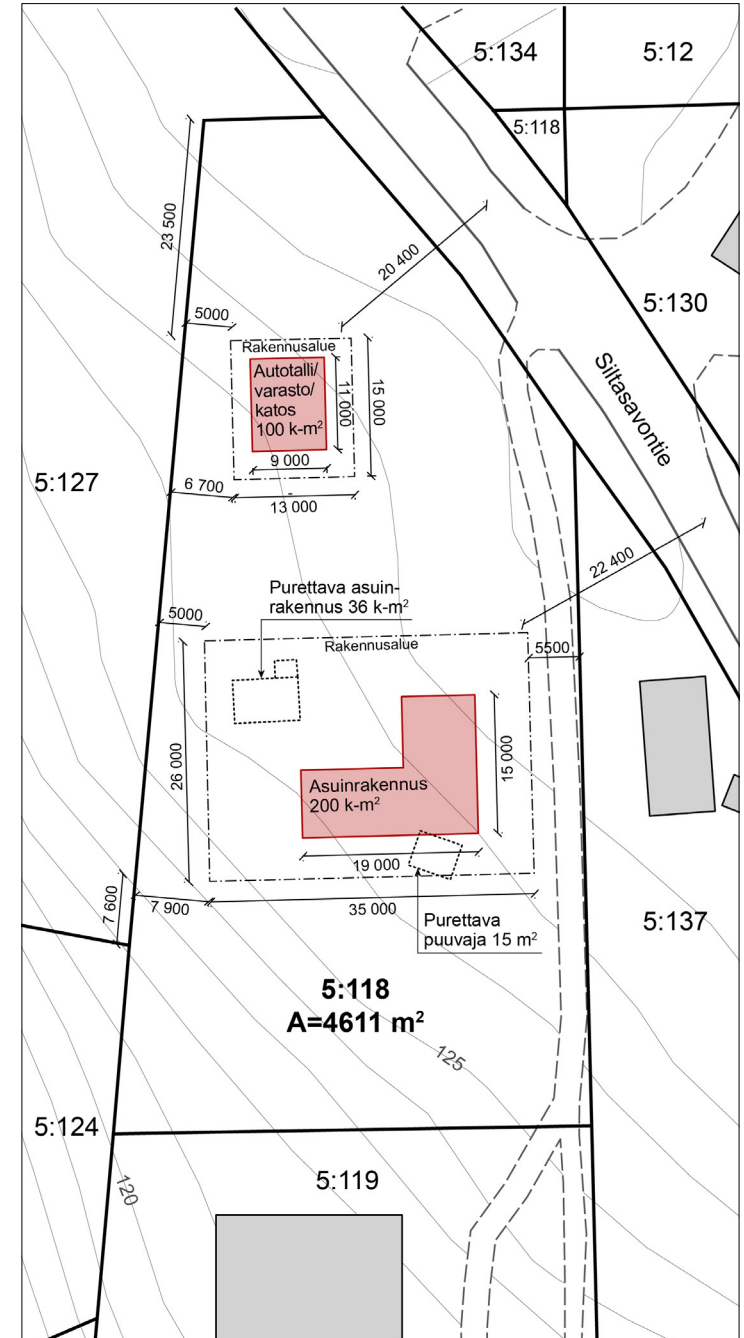 5:134
5:12
5:118
23 500
20 400
5000
5:130
Rakennusalue
Autotalli/
varasto/
katos
100 k-m²
11 000
15 000
Siltasavontie
9 000
5:127
6 700
13 000
22 400
Purettava asuin-
rakennus 36 k-m²
5000
Rakennusalue
5500
26 000
15 000
Asuinrakennus
200 k-m²
19 000
7 600
7 900
35 000
Purettava
puuvaja 15 m²
5:137
5:118
A=4611 m²
125
5:124
120
5:119